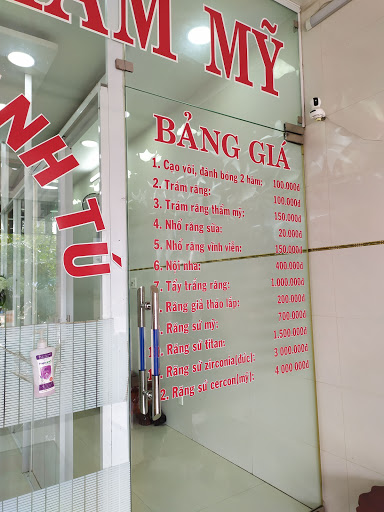 THẨM MỸ
NH TÚ
BẢNG GIÁ
1. Cạo vôi, đánh bóng 2 hàm: 100.000đ
2. Trám răng: 100.000đ
3. Trám răng thẩm mỹ: 150.000đ
4. Nhổ răng sữa: 20.000đ
5. Nhổ răng vĩnh viễn: 150.000đ
6. Nội nha: 400.000đ
7. Tẩy trắng răng: 1.000.000đ
Răng giả tháo lắp: 200.000đ
Răng sứ mỹ: 700.000đ
Răng sứ titan: 1.500.000đ
Răng sứ zirconia(đức): 3.000.000đ
2. Răng sứ cercon(mỹ): 4.000.000đ